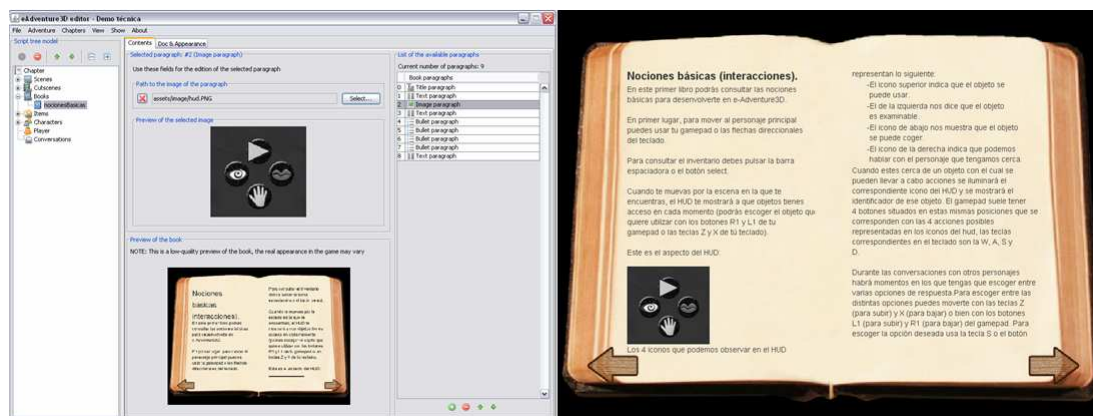 eAdventure3D editor - Demo técnica
File Adventure Chapters View Show About
Script tree model
Chapter
Scenes
Cutscenes
Books
nocionesBasicas
Items
Characters
Player
Conversations
Contents Doc & Appearance
Selected paragraph: #2 (Image paragraph)
Use these fields for the edition of the selected paragraph
Path to the image of the paragraph
assets/image/hud.PNG Select...
Preview of the selected image
Preview of the book
NOTE: This is a low-quality preview of the book, the real appearance in the game may vary
Nociones
básicas
(interacciones).
List of the available paragraphs
Current number of paragraphs: 9
Book paragraphs
0 Title paragraph
1 Text paragraph
2 Image paragraph
3 Text paragraph
4 Bullet paragraph
5 Bullet paragraph
6 Bullet paragraph
7 Bullet paragraph
8 Text paragraph
Nociones básicas (interacciones).
En este primer libro podrás consultar las nociones
básicas para desenvolverte en e-Adventure3D.
En primer lugar, para mover al personaje principal
puedes usar tu gamepad o las flechas direccionales
del teclado.
Para consultar el inventario debes pulsar la barra
espaciadora o el botón select.
Cuando te muevas por la escena en la que te
encuentras, el HUD te mostrará a que objetos tienes
acceso en cada momento (podrás escoger el objeto qu
quiere utilizar con los botones R1 y L1 de tu
gamepad o las teclas Z y X de tú teclado).
Este es el aspecto del HUD:
Los 4 iconos que podemos observar en el HUD
representan lo siguiente:
-El icono superior indica que el objeto se
puede usar.
-El de la izquierda nos dice que el objeto
es examinable.
-El icono de abajo nos muestra que el objeto
se puede coger
-El icono de la derecha indica que podemos
hablar con el personaje que tengamos cerca.
Cuando estes cerca de un objeto con el cual se
pueden llevar a cabo acciones se iluminará el
correspondiente icono del HUD y se mostrará el
identificador de ese objeto. El gamepad suele tener
4 botones situados en estas mismas posiciones que se
corresponden con las 4 acciones posibles
representadas en los iconos del hud, las teclas
correspondientes en el teclado son la W, A, S y
D.
Durante las conversaciones con otros personajes
habrá momentos en los que tengas que escoger entre
varias opciones de respuesta.Para escoger entre las
distintas opciones puedes moverte con las teclas Z
(para subir) y X (para bajar) o bien con los botones
L1 (para subir) y R1 (para bajar) del gamepad. Para
escoger la opción deseada usa la tecla S o el botón